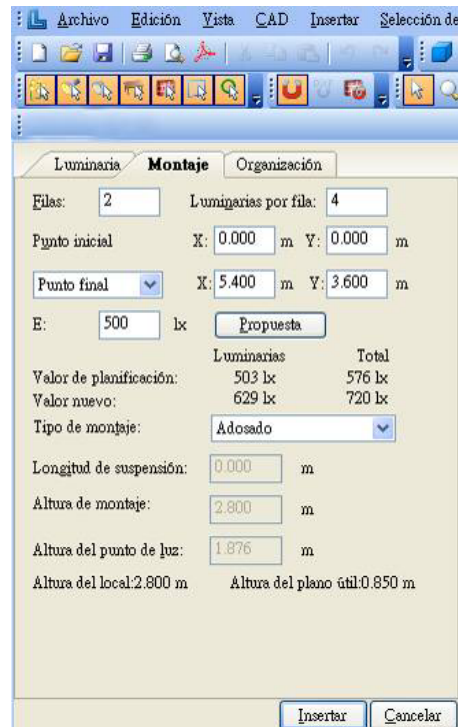 Archivo Edición Vista CAD Insertar Selección de
Luminaria Montaje Organización
Filas: 2 Luminarias por fila: 4
Punto inicial X: 0.000 m Y: 0.000 m
Punto final X: 5.400 m Y: 3.600 m
E: 500 lx Propuesta
Luminarias Total
Valor de planificación: 503 lx 576 lx
Valor nuevo: 629 lx 720 lx
Tipo de montaje: Adosado
Longitud de suspensión: 0.000 m
Altura de montaje: 2.800 m
Altura del punto de luz: 1.876 m
Altura del local:2.800 m Altura del plano útil:0.850 m
Insertar Cancelar